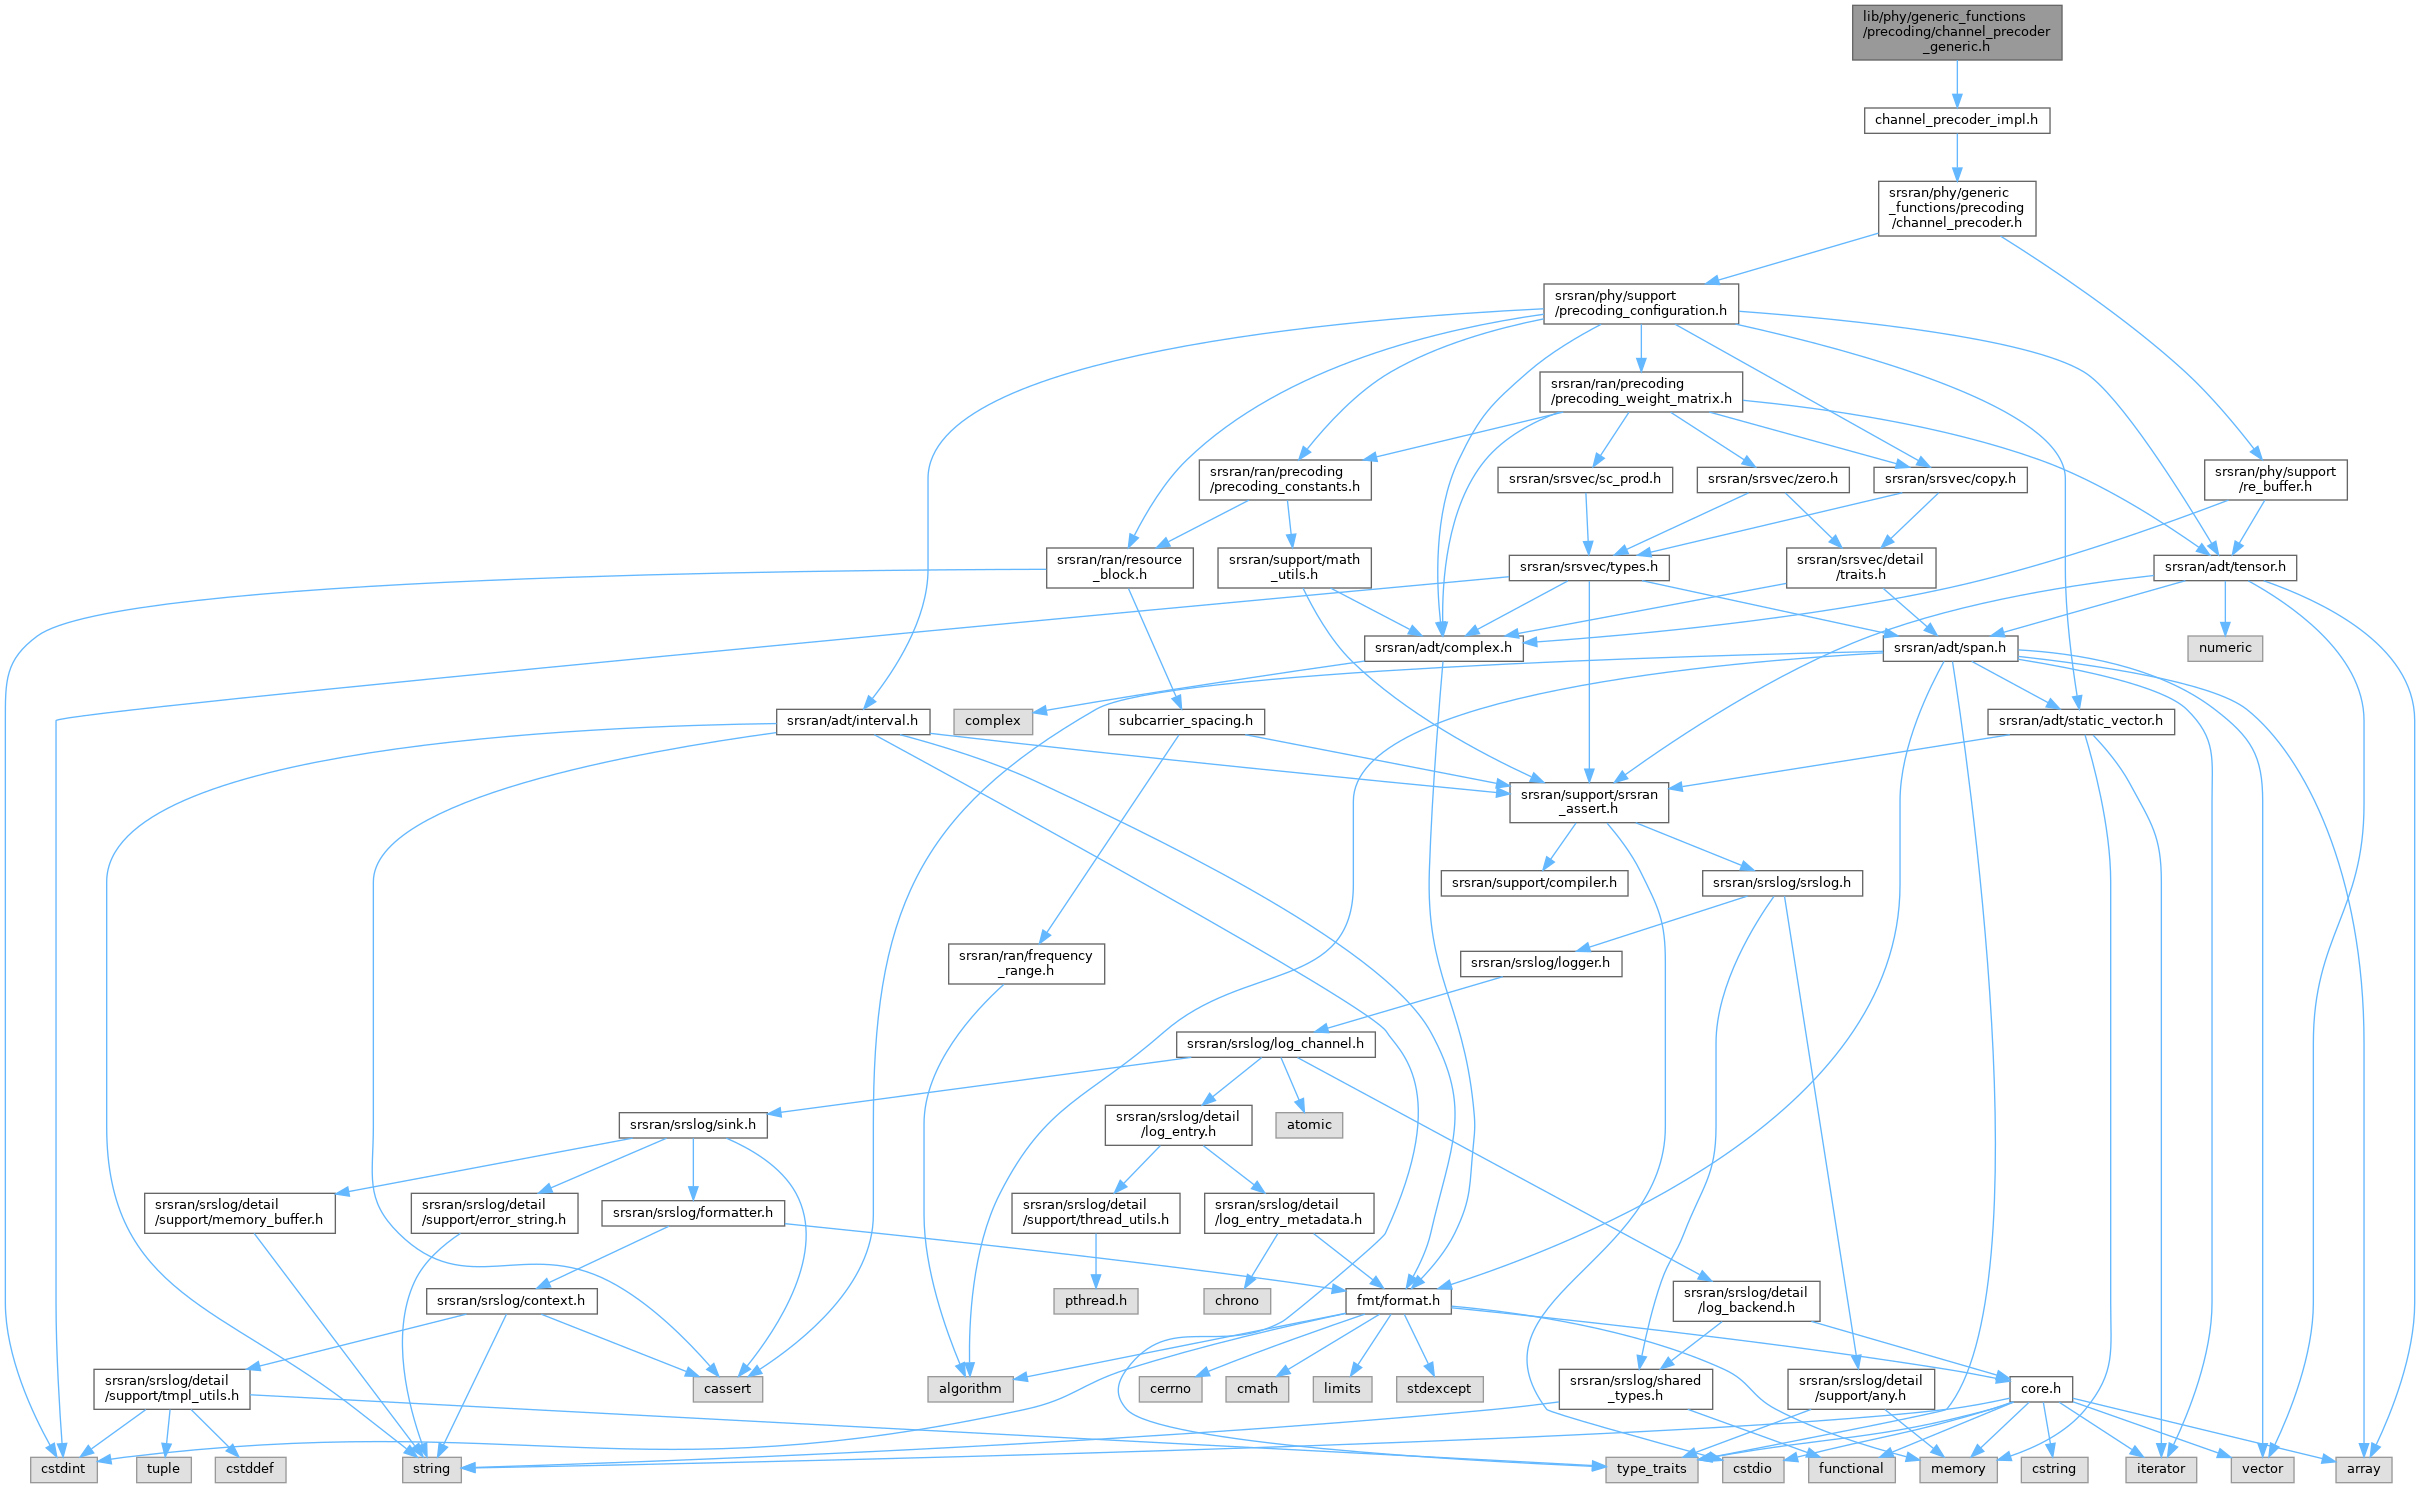 lib/phy/generic_functions
/precoding/channel_precoder
_generic.h
channel_precoder_impl.h
srsran/phy/generic
_functions/precoding
/channel_precoder.h
srsran/phy/support
/precoding_configuration.h
srsran/ran/precoding
/precoding_weight_matrix.h
srsran/ran/precoding
/precoding_constants.h
srsran/srsvec/sc_prod.h
srsran/srsvec/zero.h
srsran/srsvec/copy.h
srsran/phy/support
/re_buffer.h
srsran/ran/resource
_block.h
srsran/support/math
_utils.h
srsran/srsvec/types.h
srsran/srsvec/detail
/traits.h
srsran/adt/tensor.h
srsran/adt/complex.h
srsran/adt/span.h
numeric
srsran/adt/interval.h
complex
subcarrier_spacing.h
srsran/adt/static_vector.h
srsran/support/srsran
_assert.h
srsran/support/compiler.h
srsran/srslog/srslog.h
srsran/ran/frequency
_range.h
srsran/srslog/logger.h
srsran/srslog/log_channel.h
srsran/srslog/sink.h
srsran/srslog/detail
/log_entry.h
atomic
srsran/srslog/detail
/support/memory_buffer.h
srsran/srslog/detail
/support/error_string.h
srsran/srslog/formatter.h
srsran/srslog/detail
/support/thread_utils.h
srsran/srslog/detail
/log_entry_metadata.h
srsran/srslog/context.h
pthread.h
chrono
fmt/format.h
srsran/srslog/detail
/log_backend.h
srsran/srslog/detail
/support/tmpl_utils.h
cassert
algorithm
cerrno
cmath
limits
stdexcept
srsran/srslog/shared
_types.h
srsran/srslog/detail
/support/any.h
core.h
cstdint
tuple
cstddef
string
type_traits
cstdio
functional
memory
cstring
iterator
vector
array